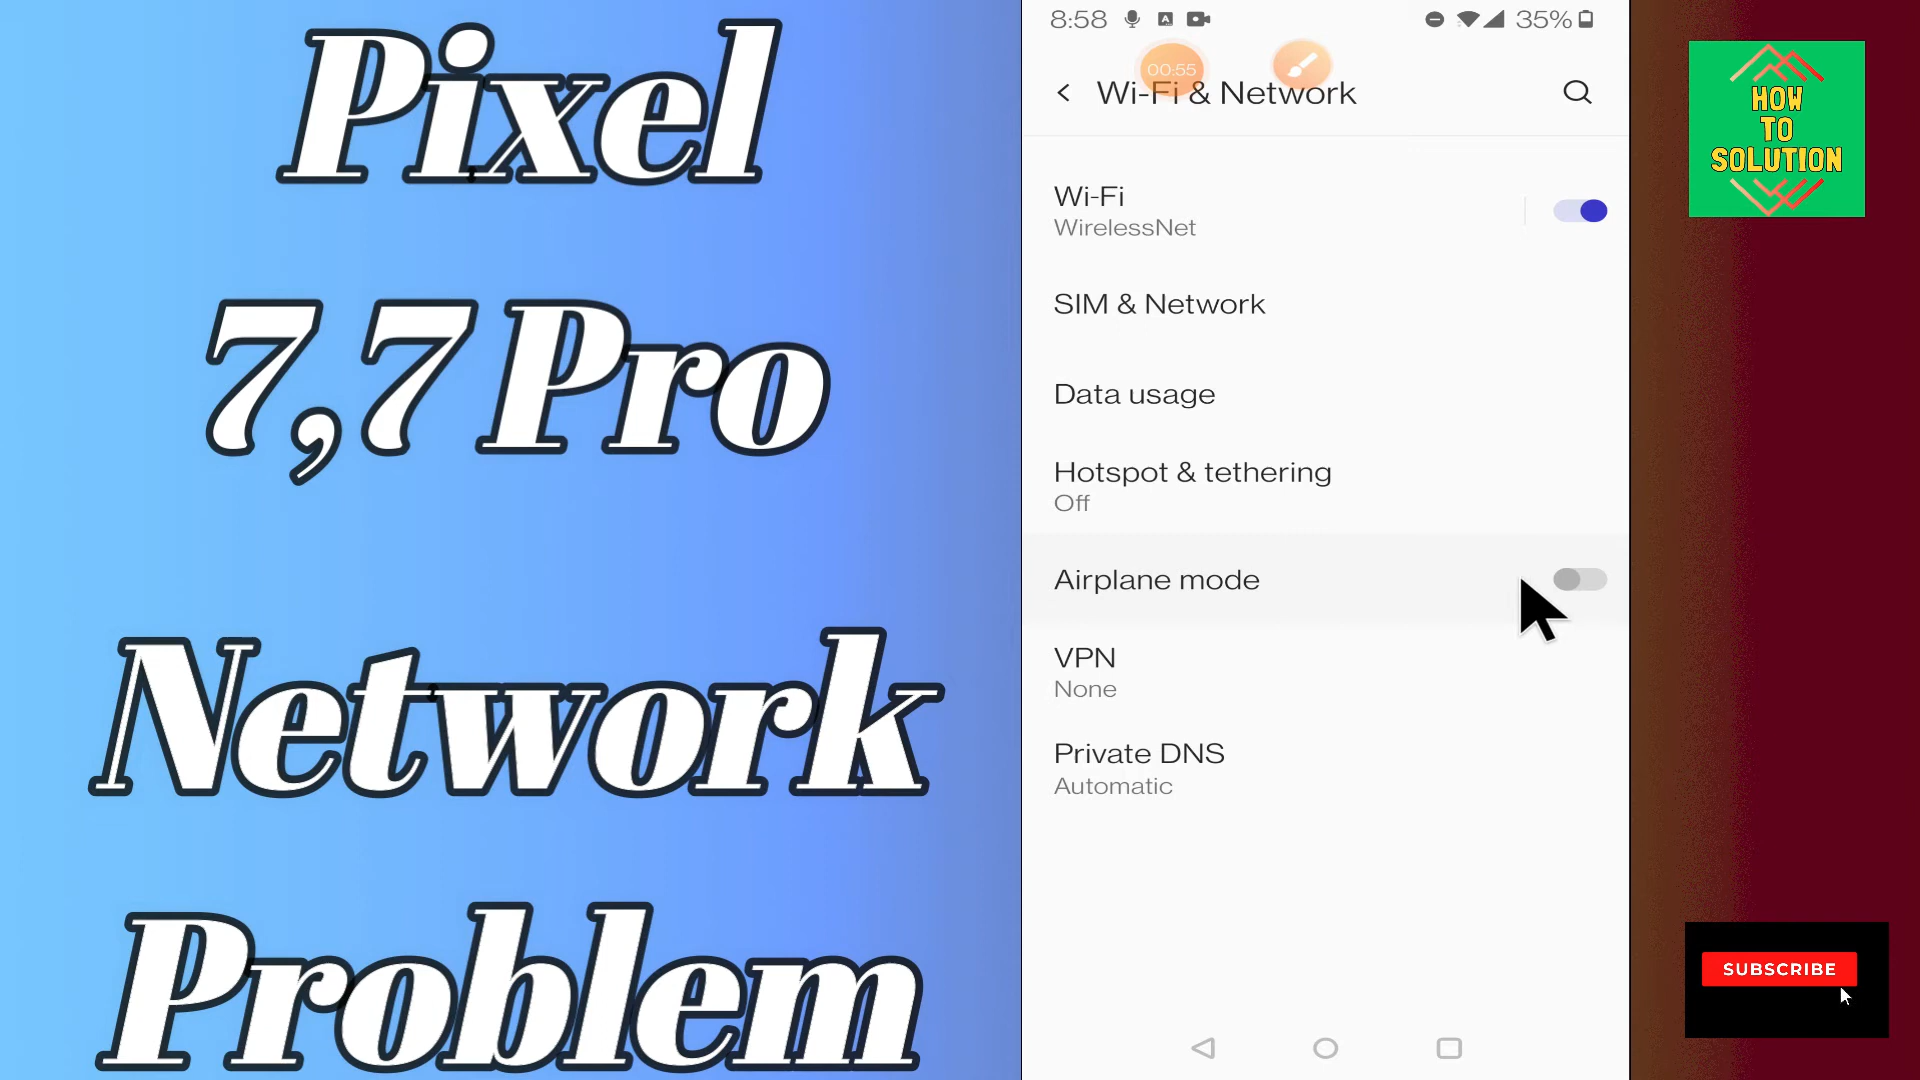 Pixel
7,7 Pro
Network
Problem
8:58
35%
00:55
Wi-Fi & Network
Wi-Fi
WirelessNet
SIM & Network
Data usage
Hotspot & tethering
Off
Airplane mode
VPN
None
Private DNS
Automatic
HOW
TO
SOLUTION
SUBSCRIBE